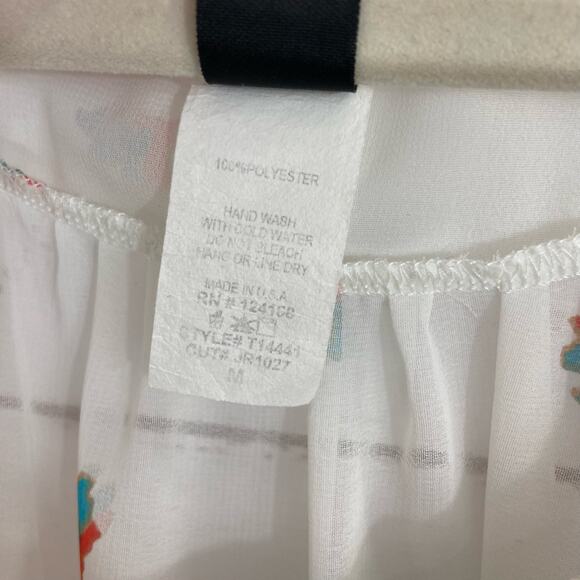 100%POLYESTER
HAND WASH
WITH COLD WATER
DO NOT BLEACH
HANG OR LINE DRY
MADE IN U.S.A
RN # 124168
STYLE# T14441
CUT# JR1027
M